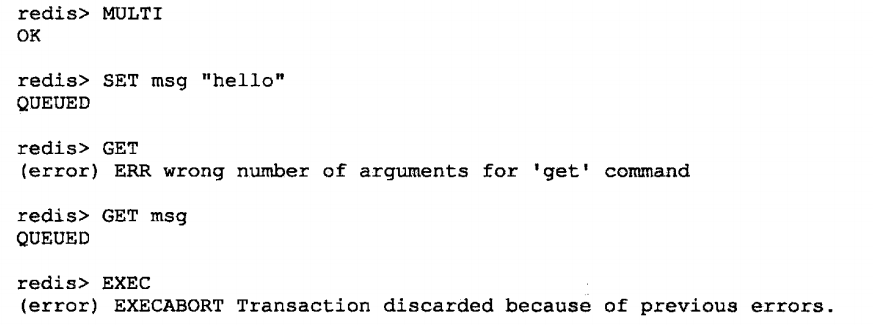 redis> MULTI
OK
redis> SET msg "hello"
QUEUED
redis> GET
(error) ERR wrong number of arguments for 'get' command
redis> GET msg
QUEUED
redis> EXEC
(error) EXECABORT Transaction discarded because of previous errors.